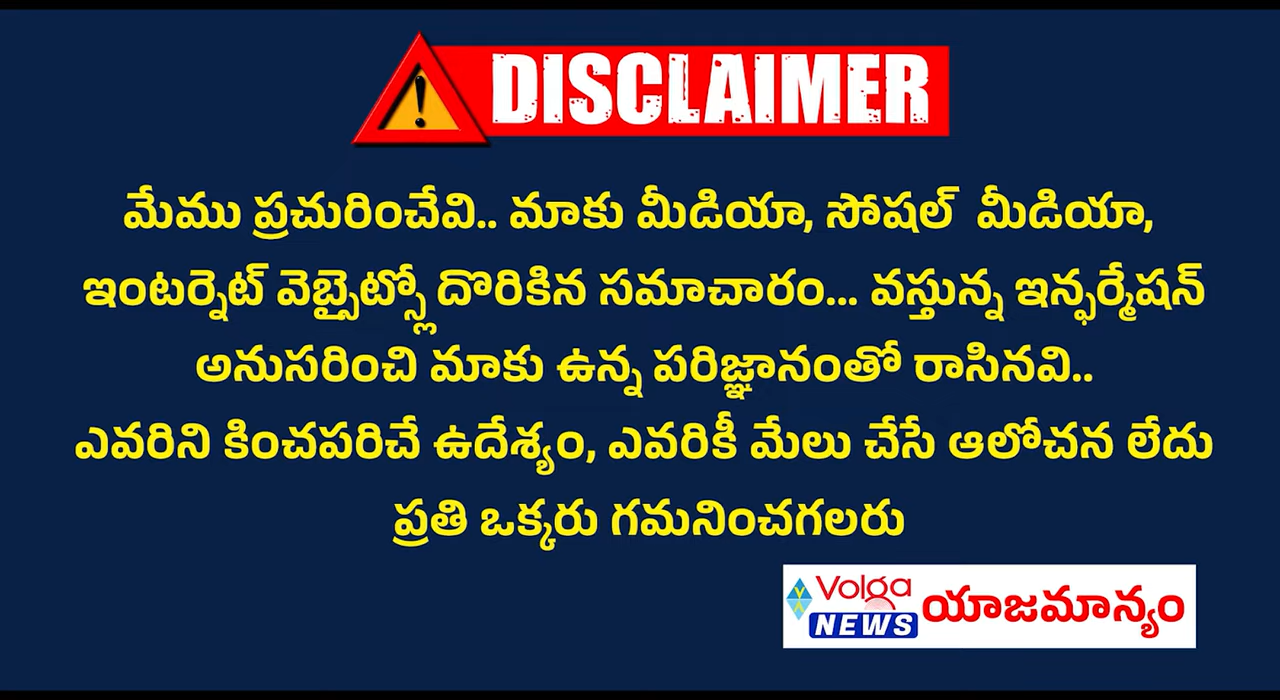 DISCLAIMER
మేము ప్రచురించేవి.. మాకు మీడియా, సోషల్ మీడియా,
ఇంటర్నెట్ వెబ్సైట్స్లో దొరికిన సమాచారం... వస్తున్న ఇన్ఫర్మేషన్
అనుసరించి మాకు ఉన్న పరిజ్ఞానంతో రాసినవి..
ఎవరిని కించపరిచే ఉదేశ్యం, ఎవరికీ మేలు చేసే ఆలోచన లేదు
ప్రతి ఒక్కరు గమనించగలరు
Volga
NEWS యాజమాన్యం